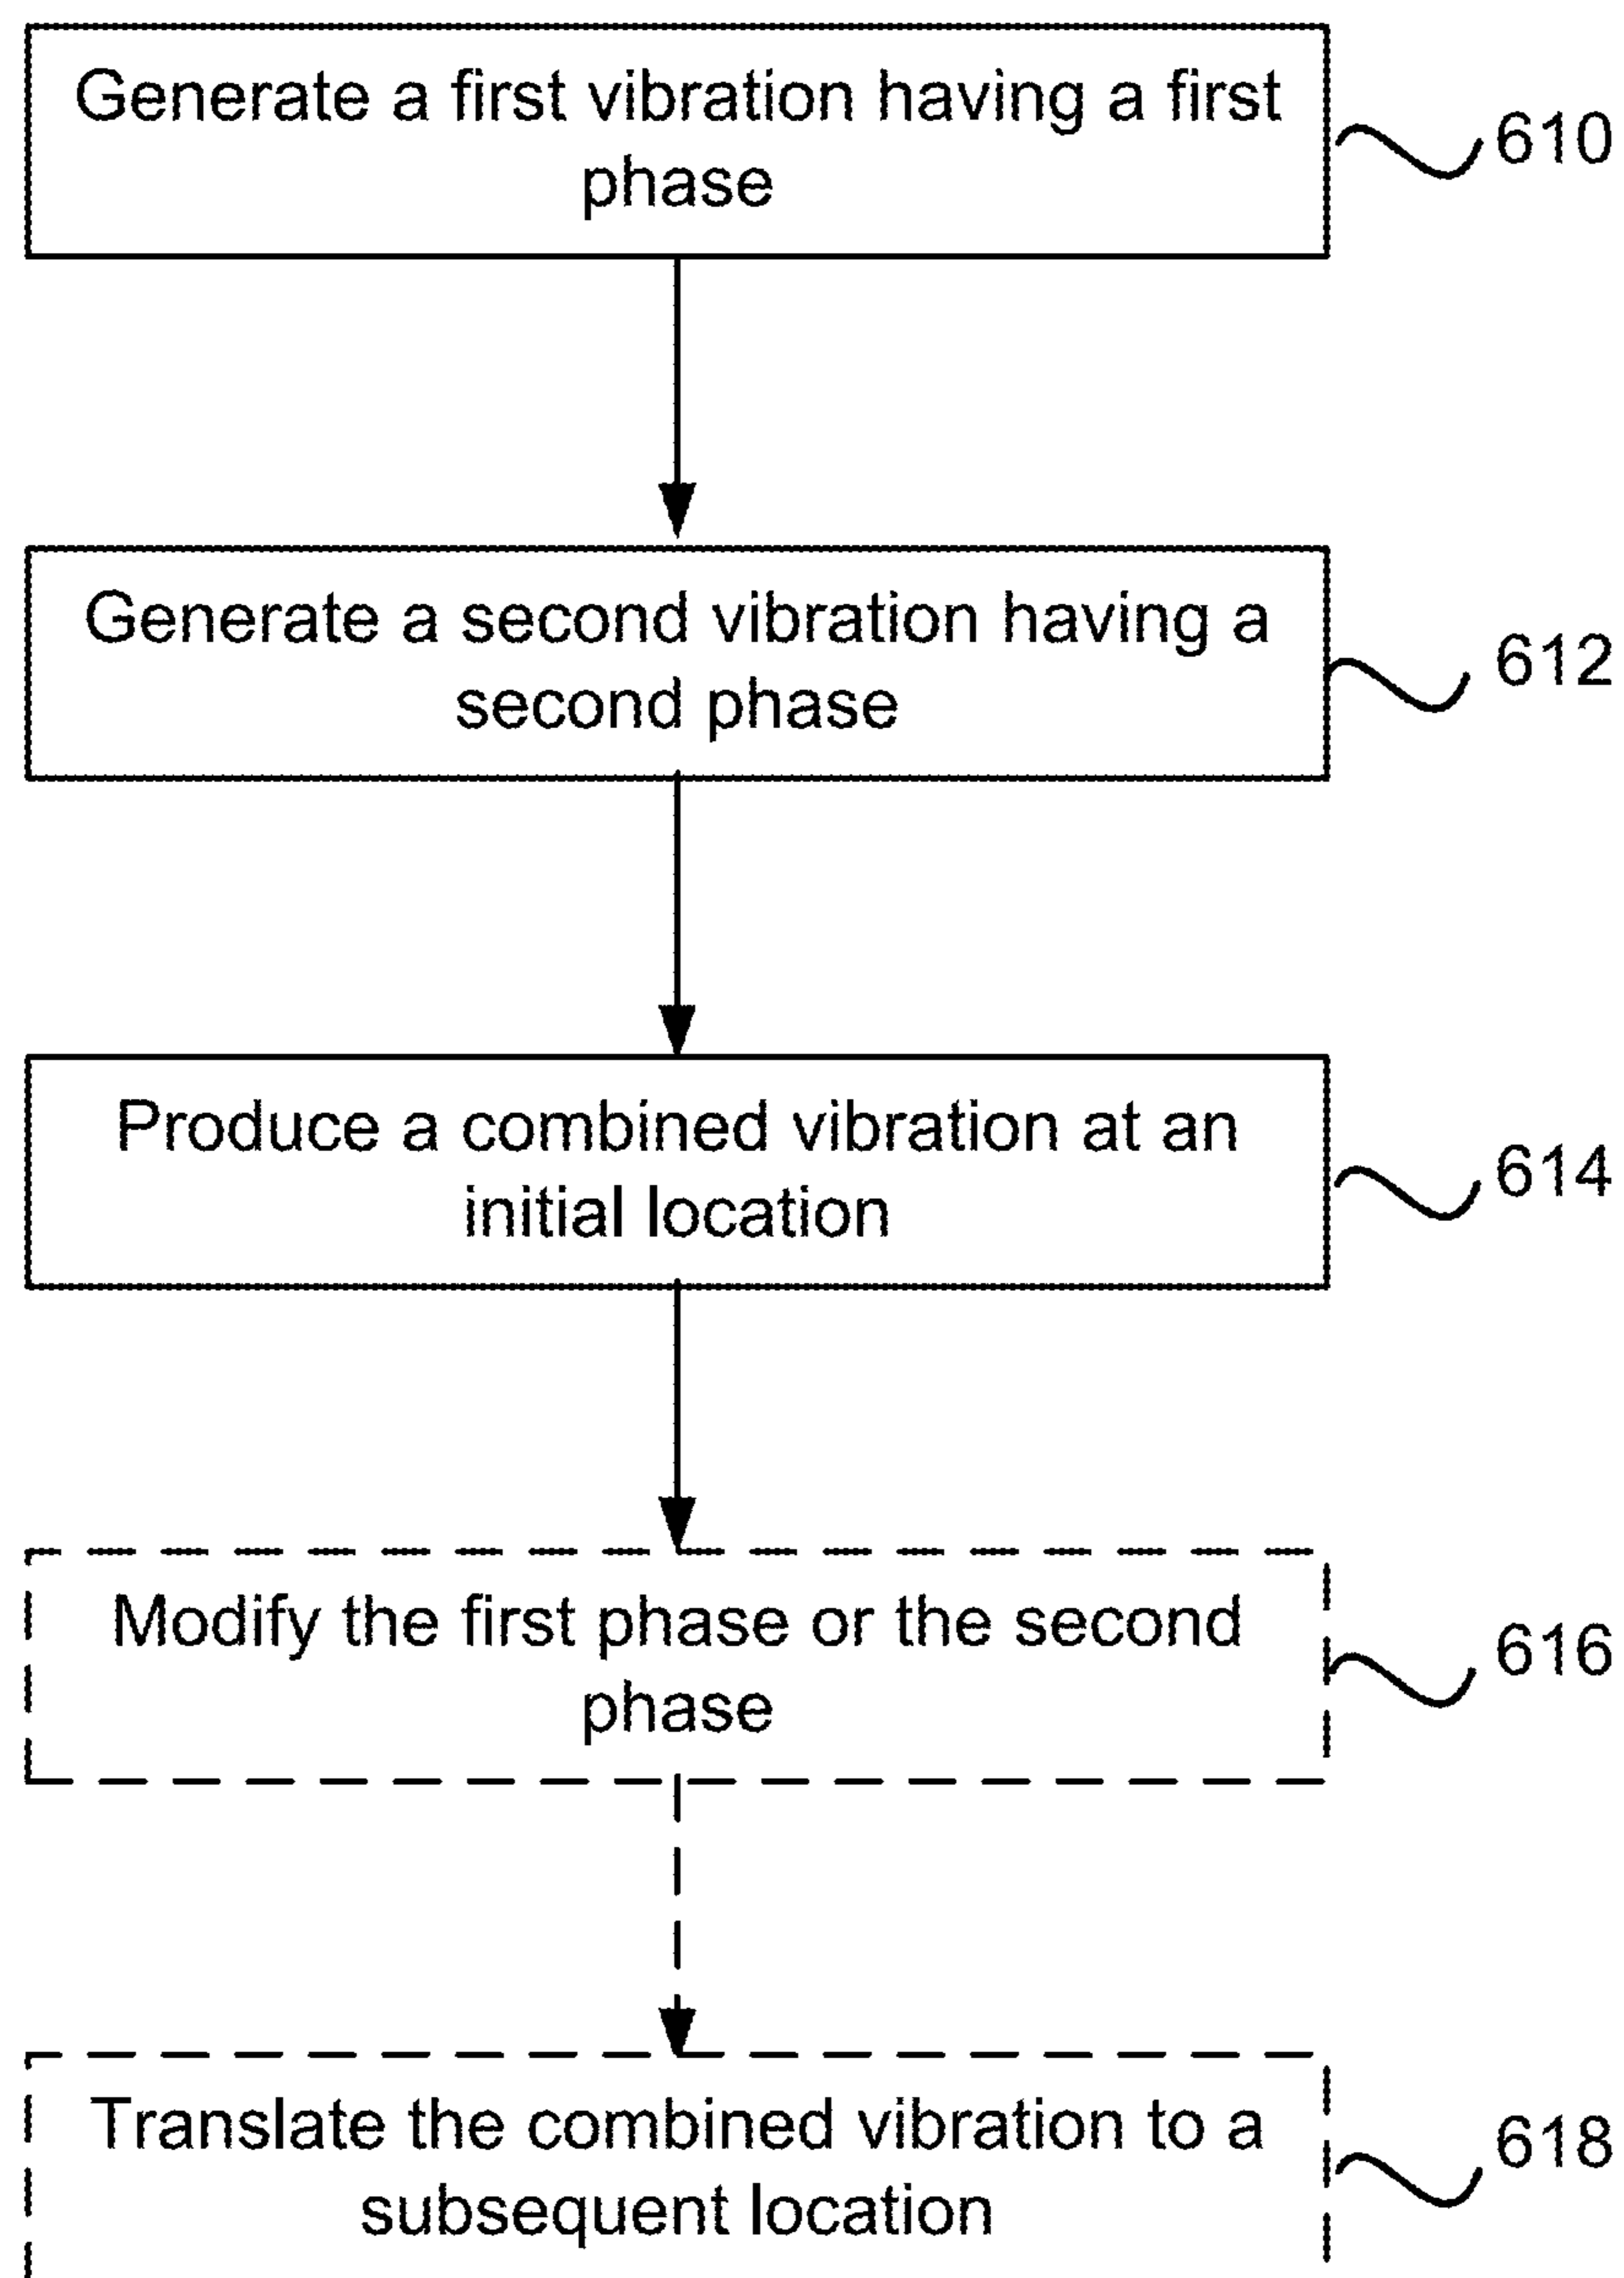 Generate a first vibration having a first
phase
610
Generate a second vibration having a
second phase
612
Produce a combined vibration at an
initial location
614
Modify the first phase or the second
phase
616
Translate the combined vibration to a
subsequent location
618